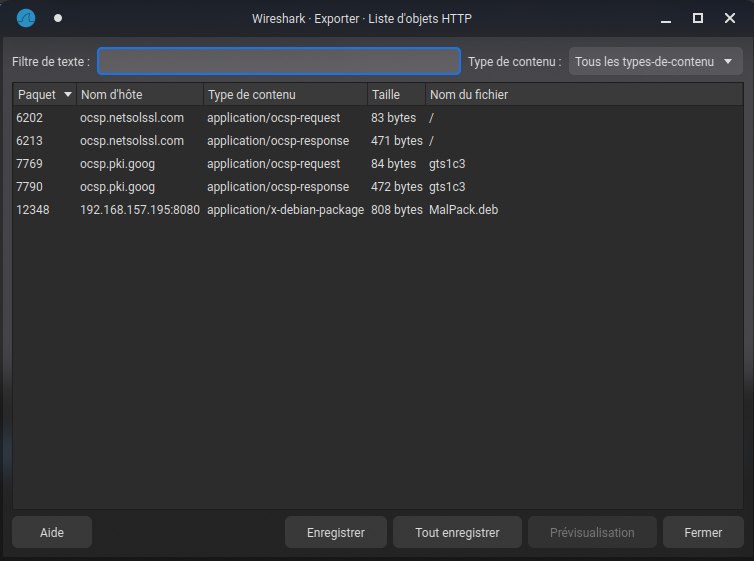 Wireshark · Exporter · Liste d'objets HTTP
Filtre de texte : Type de contenu : Tous les types-de-contenu
Paquet Nom d'hôte Type de contenu Taille Nom du fichier
6202 ocsp.netsolssl.com application/ocsp-request 83 bytes /
6213 ocsp.netsolssl.com application/ocsp-response 471 bytes /
7769 ocsp.pki.goog application/ocsp-request 84 bytes gts1c3
7790 ocsp.pki.goog application/ocsp-response 472 bytes gts1c3
12348 192.168.157.195:8080 application/x-debian-package 808 bytes MalPack.deb
Aide Enregistrer Tout enregistrer Prévisualisation Fermer